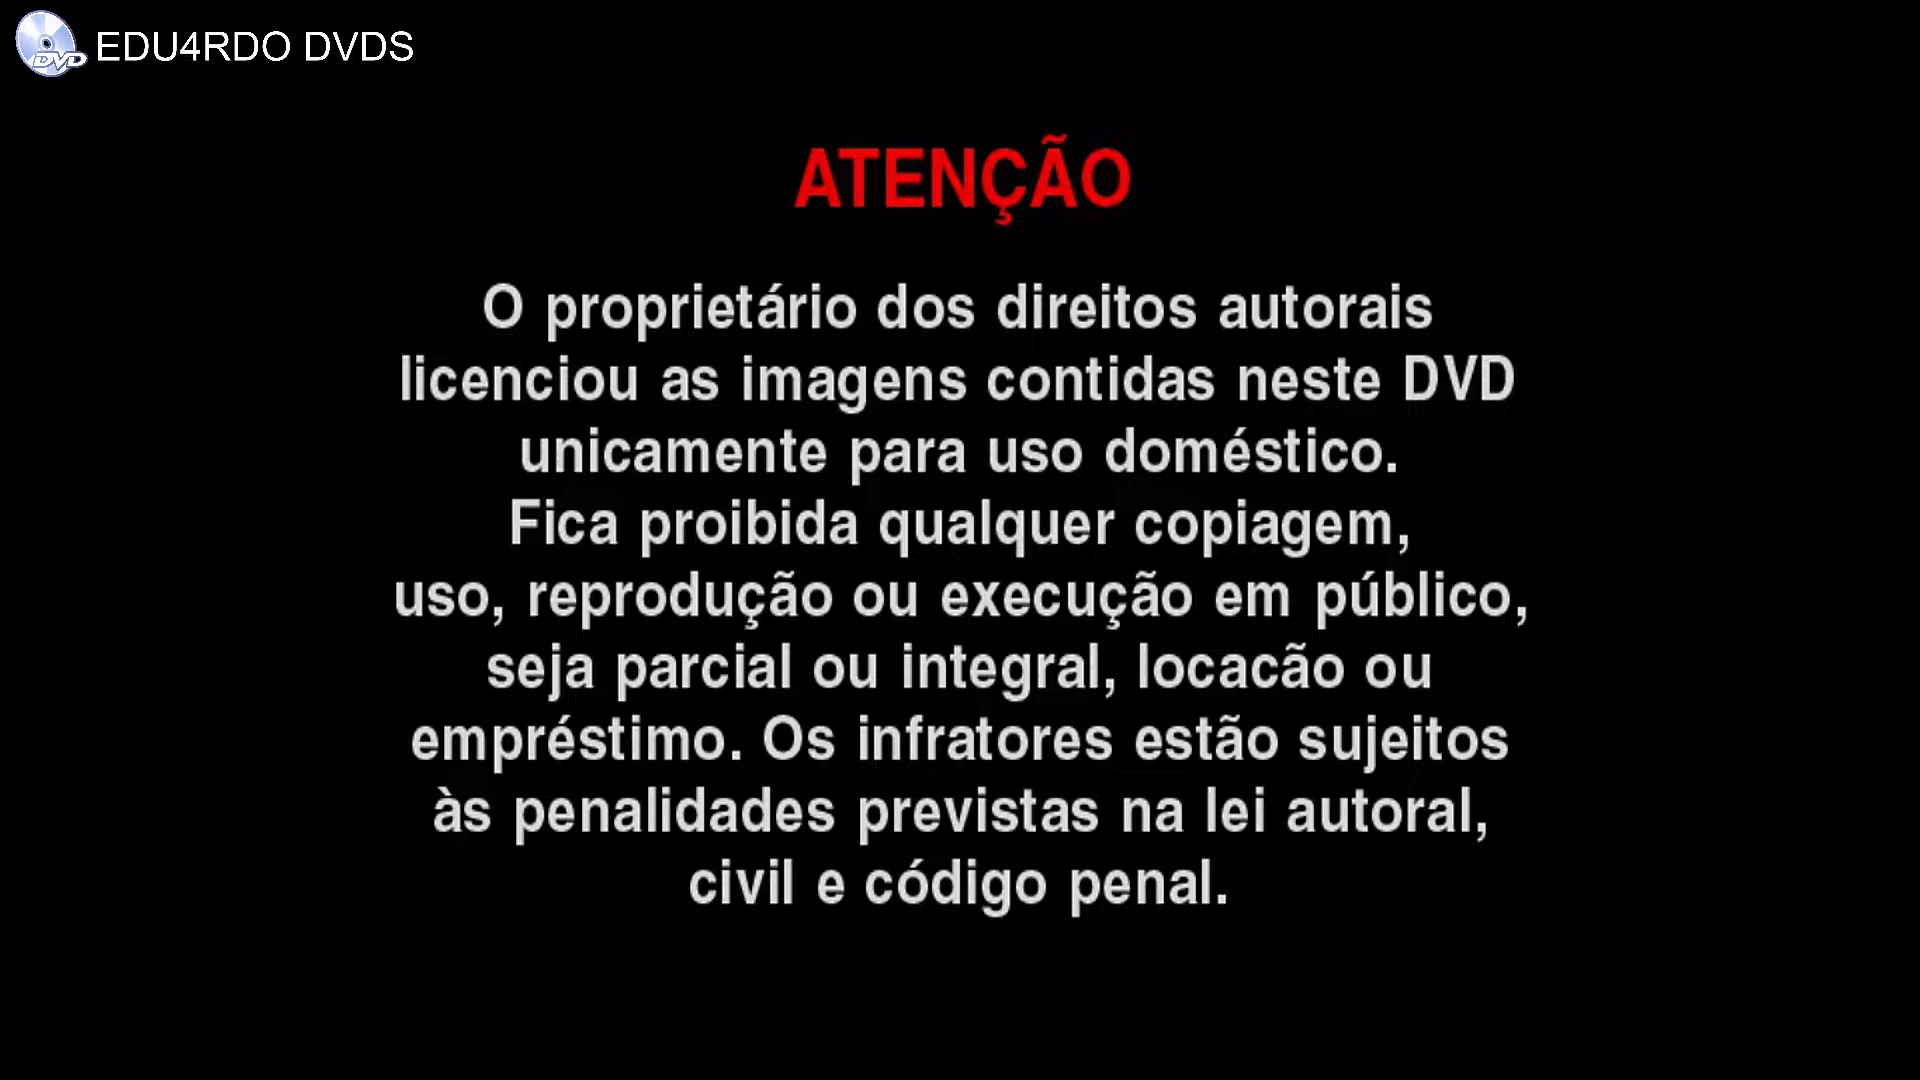 DVD EDU4RDO DVDS
ATENÇÃO
O proprietário dos direitos autorais
licenciou as imagens contidas neste DVD
unicamente para uso doméstico.
Fica proibida qualquer copiagem,
uso, reprodução ou execução em público,
seja parcial ou integral, locacão ou
empréstimo. Os infratores estão sujeitos
às penalidades previstas na lei autoral,
civil e código penal.